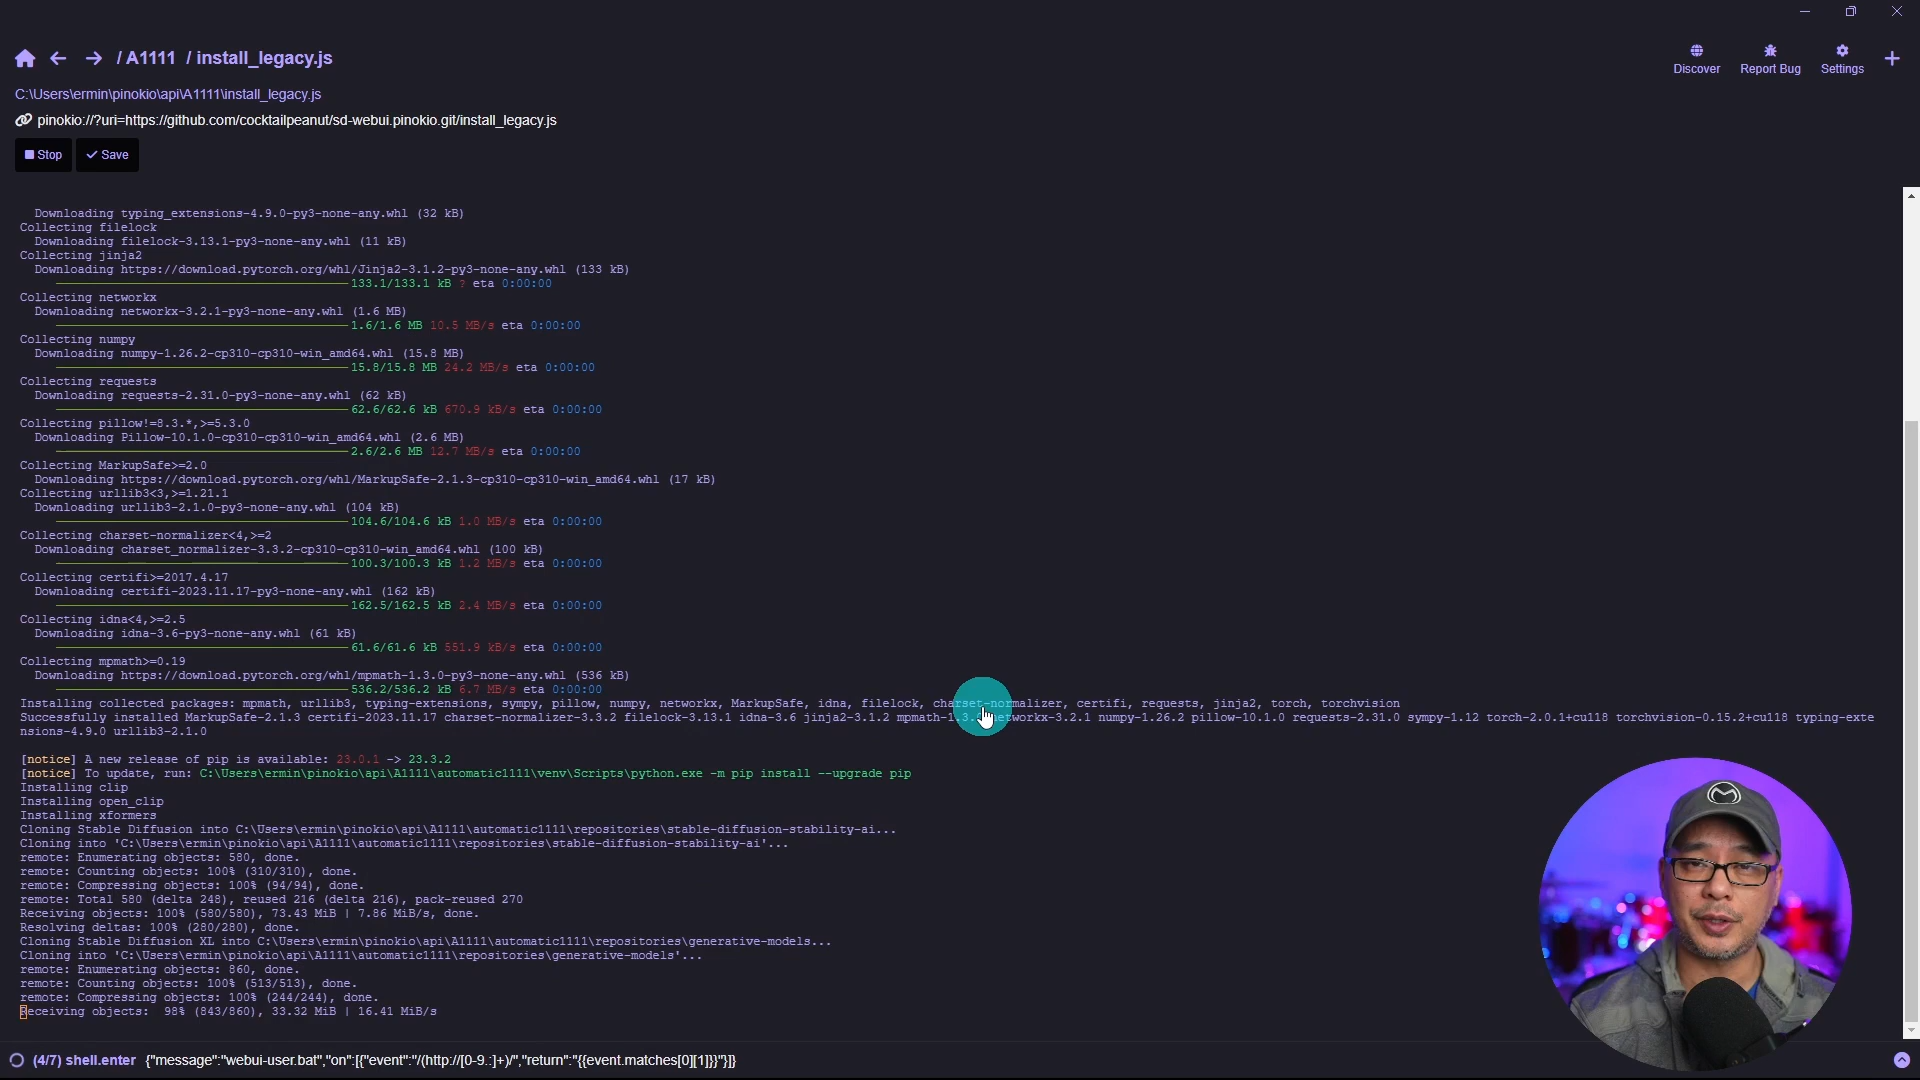 / A1111 / install_legacy.js
Discover
Report Bug
Settings
C:\Users\ermin\pinokio\api\A1111\install_legacy.js
pinokio://?uri=https://github.com/cocktailpeanut/sd-webui.pinokio.git/install_legacy.js
Stop
Save
Downloading typing_extensions-4.9.0-py3-none-any.whl (32 kB)
Collecting filelock
Downloading filelock-3.13.1-py3-none-any.whl (11 kB)
Collecting jinja2
Downloading https://download.pytorch.org/whl/Jinja2-3.1.2-py3-none-any.whl (133 kB)
133.1/133.1 kB ? eta 0:00:00
Collecting networkx
Downloading networkx-3.2.1-py3-none-any.whl (1.6 MB)
1.6/1.6 MB 10.5 MB/s eta 0:00:00
Collecting numpy
Downloading numpy-1.26.2-cp310-cp310-win_amd64.whl (15.8 MB)
15.8/15.8 MB 24.2 MB/s eta 0:00:00
Collecting requests
Downloading requests-2.31.0-py3-none-any.whl (62 kB)
62.6/62.6 kB 670.9 kB/s eta 0:00:00
Collecting pillow!=8.3.*,>=5.3.0
Downloading Pillow-10.1.0-cp310-cp310-win_amd64.whl (2.6 MB)
2.6/2.6 MB 12.7 MB/s eta 0:00:00
Collecting MarkupSafe>=2.0
Downloading https://download.pytorch.org/whl/MarkupSafe-2.1.3-cp310-cp310-win_amd64.whl (17 kB)
Collecting urllib3<3,>=1.21.1
Downloading urllib3-2.1.0-py3-none-any.whl (104 kB)
104.6/104.6 kB 1.0 MB/s eta 0:00:00
Collecting charset-normalizer<4,>=2
Downloading charset_normalizer-3.3.2-cp310-cp310-win_amd64.whl (100 kB)
100.3/100.3 kB 1.2 MB/s eta 0:00:00
Collecting certifi>=2017.4.17
Downloading certifi-2023.11.17-py3-none-any.whl (162 kB)
162.5/162.5 kB 2.4 MB/s eta 0:00:00
Collecting idna<4,>=2.5
Downloading idna-3.6-py3-none-any.whl (61 kB)
61.6/61.6 kB 551.9 kB/s eta 0:00:00
Collecting mpmath>=0.19
Downloading https://download.pytorch.org/whl/mpmath-1.3.0-py3-none-any.whl (536 kB)
536.2/536.2 kB 6.7 MB/s eta 0:00:00
Installing collected packages: mpmath, urllib3, typing-extensions, sympy, pillow, numpy, networkx, MarkupSafe, idna, filelock, charset-normalizer, certifi, requests, jinja2, torch, torchvision
Successfully installed MarkupSafe-2.1.3 certifi-2023.11.17 charset-normalizer-3.3.2 filelock-3.13.1 idna-3.6 jinja2-3.1.2 mpmath-1.3.0 networkx-3.2.1 numpy-1.26.2 pillow-10.1.0 requests-2.31.0 sympy-1.12 torch-2.0.1+cu118 torchvision-0.15.2+cu118 typing-exte
nsions-4.9.0 urllib3-2.1.0
[notice] A new release of pip is available: 23.0.1 -> 23.3.2
[notice] To update, run: C:\Users\ermin\pinokio\api\A1111\automatic1111\venv\Scripts\python.exe -m pip install --upgrade pip
Installing clip
Installing open_clip
Installing xformers
Cloning Stable Diffusion into C:\Users\ermin\pinokio\api\A1111\automatic1111\repositories\stable-diffusion-stability-ai...
Cloning into 'C:\Users\ermin\pinokio\api\A1111\automatic1111\repositories\stable-diffusion-stability-ai'...
remote: Enumerating objects: 580, done.
remote: Counting objects: 100% (310/310), done.
remote: Compressing objects: 100% (94/94), done.
remote: Total 580 (delta 248), reused 216 (delta 216), pack-reused 270
Receiving objects: 100% (580/580), 73.43 MiB | 7.86 MiB/s, done.
Resolving deltas: 100% (280/280), done.
Cloning Stable Diffusion XL into C:\Users\ermin\pinokio\api\A1111\automatic1111\repositories\generative-models...
Cloning into 'C:\Users\ermin\pinokio\api\A1111\automatic1111\repositories\generative-models'...
remote: Enumerating objects: 860, done.
remote: Counting objects: 100% (513/513), done.
remote: Compressing objects: 100% (244/244), done.
Receiving objects: 98% (843/860), 33.32 MiB | 16.41 MiB/s
(4/7) shell.enter {"message":"webui-user.bat","on":[{"event":"/(http://[0-9.:]+)/","return":"{{event.matches[0][1]}}"}]}